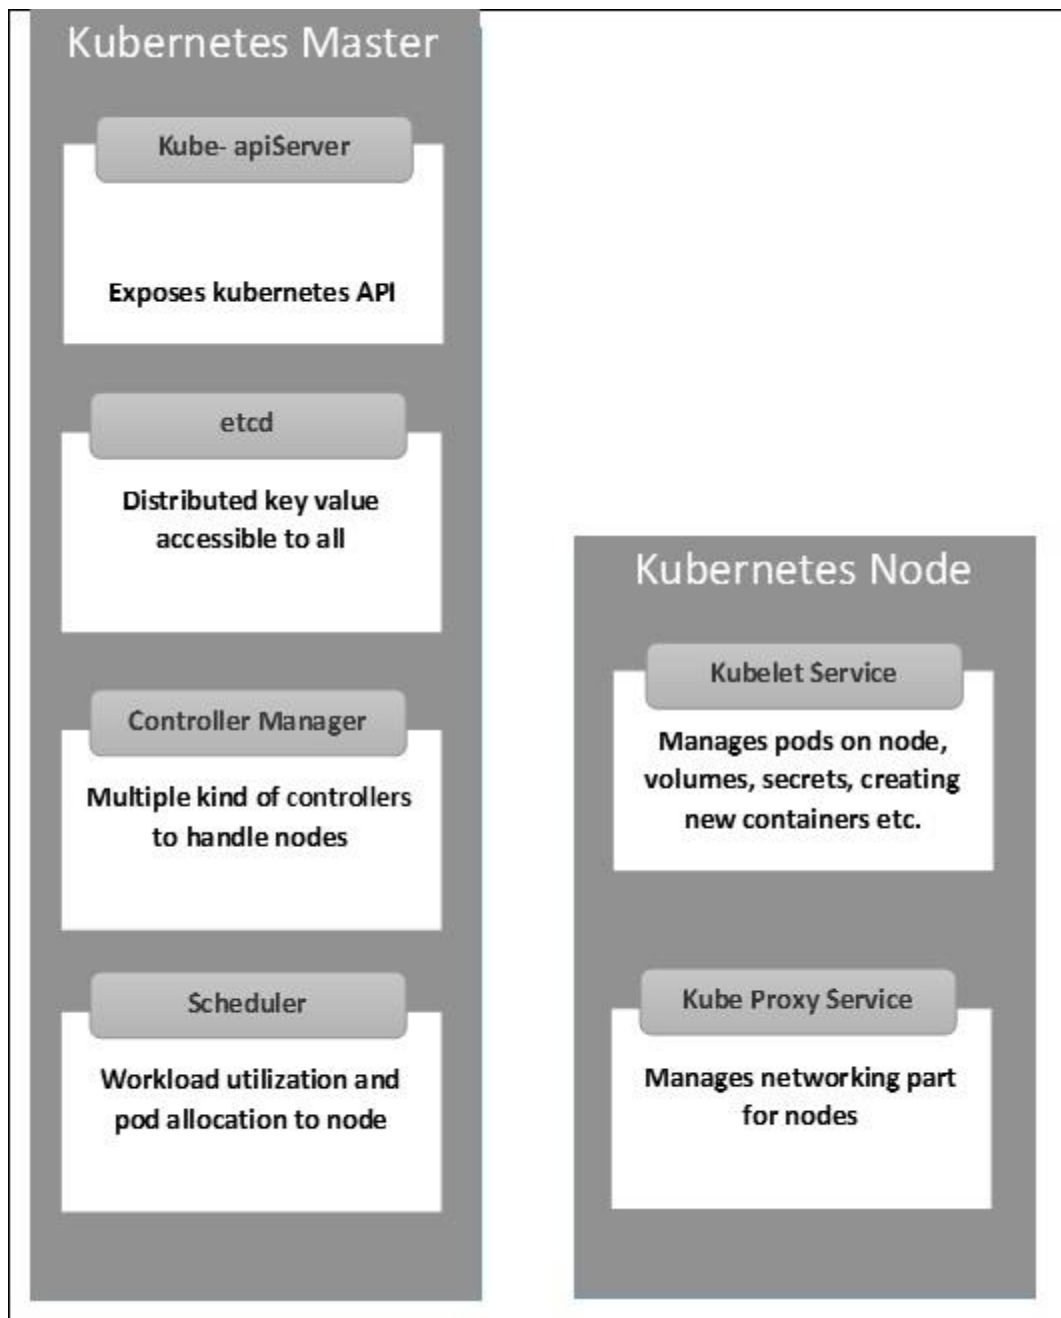 Kubernetes Master
Kube- apiServer
Exposes kubernetes API
etcd
Distributed key value
accessible to all
Controller Manager
Multiple kind of controllers
to handle nodes
Scheduler
Workload utilization and
pod allocation to node
Kubernetes Node
Kubelet Service
Manages pods on node,
volumes, secrets, creating
new containers etc.
Kube Proxy Service
Manages networking part
for nodes